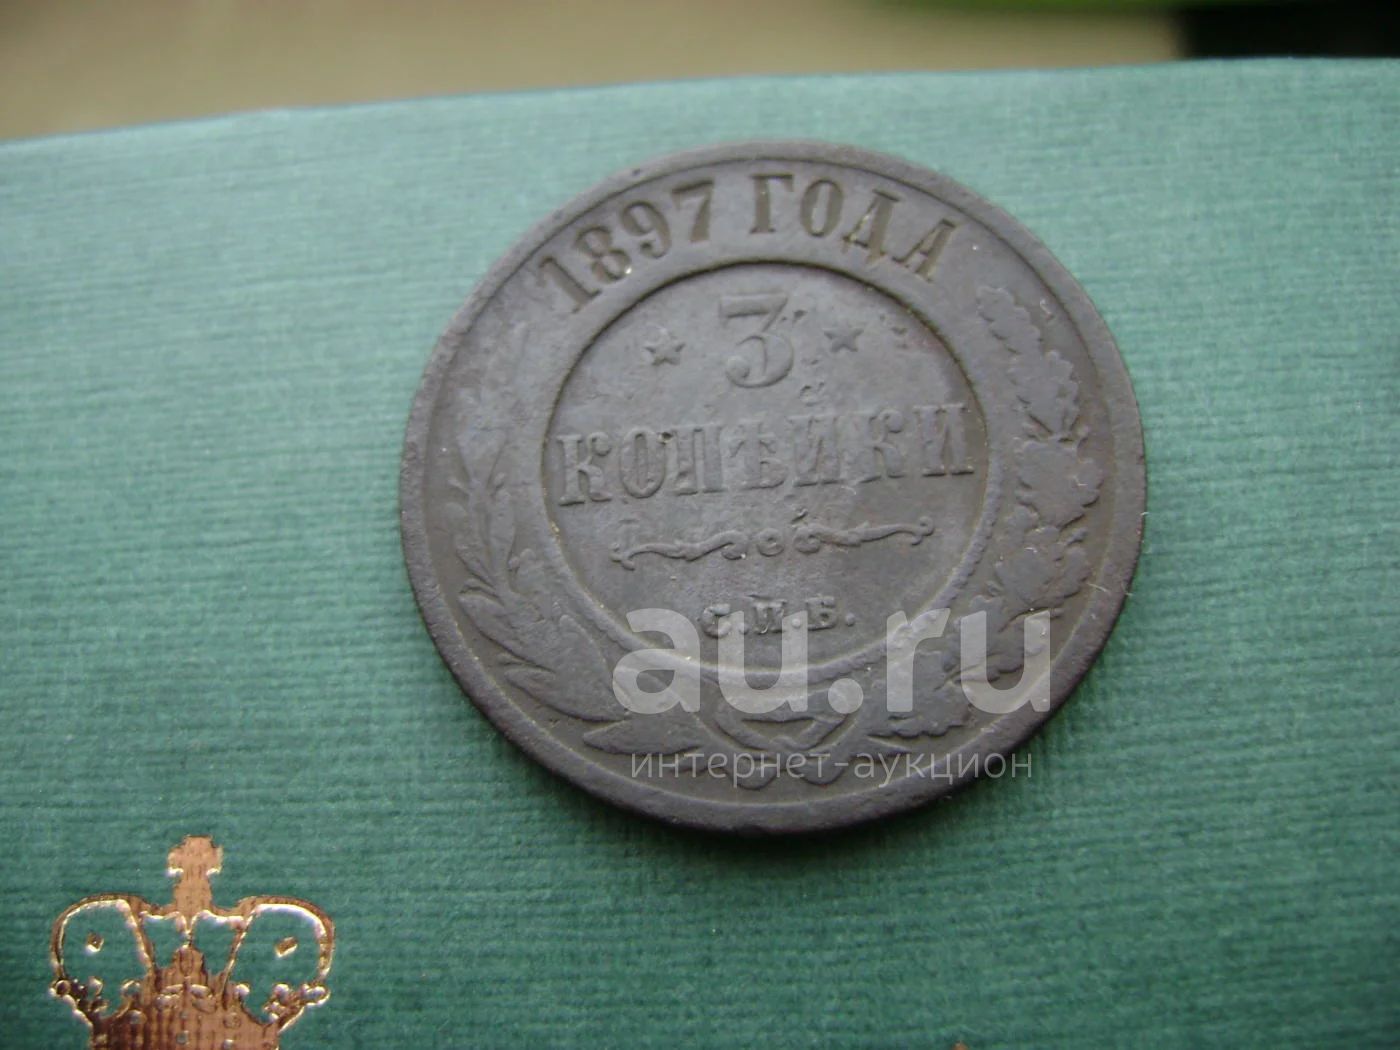 1897 ГОДА
3
КОПѢЙКИ
С.П.Б.
au.ru
интернет-аукцион